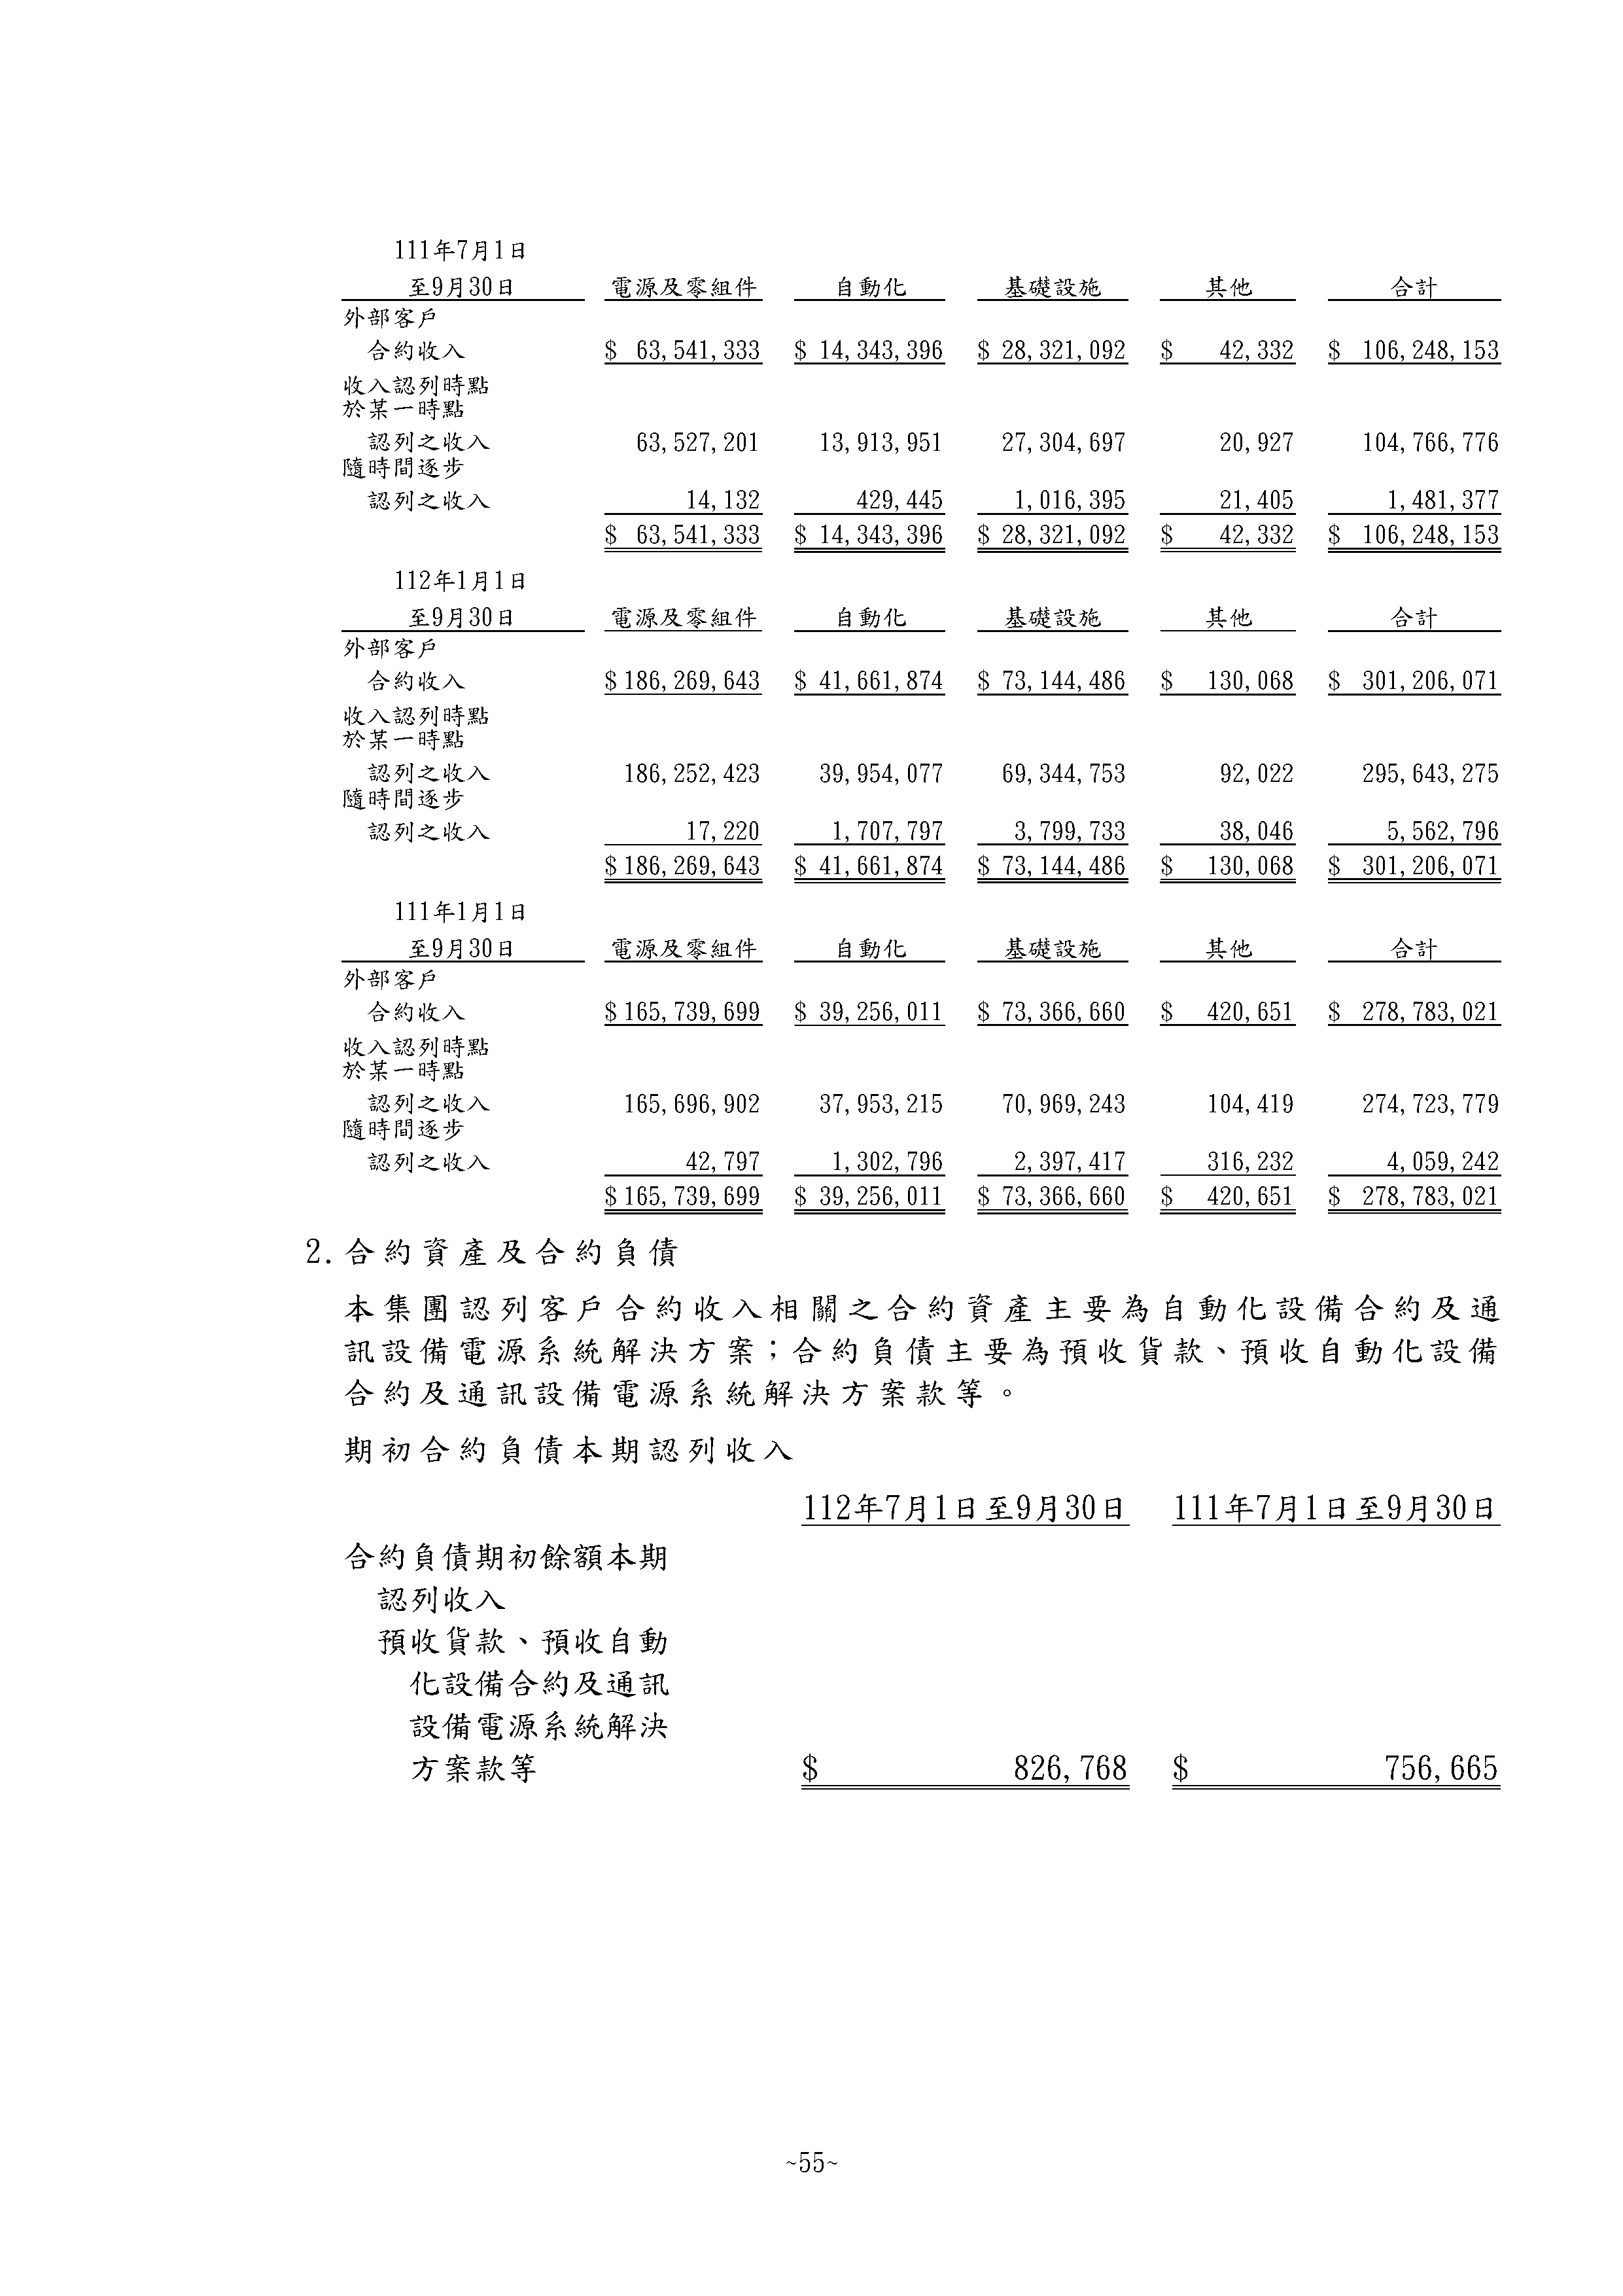 111年7月1日
至9月30日 電源及零組件 自動化 基礎設施 其他 合計
外部客戶
合約收入 $ 63,541,333 $ 14,343,396 $ 28,321,092 $ 42,332 $ 106,248,153
收入認列時點
於某一時點
認列之收入 63,527,201 13,913,951 27,304,697 20,927 104,766,776
隨時間逐步
認列之收入 14,132 429,445 1,016,395 21,405 1,481,377
$ 63,541,333 $ 14,343,396 $ 28,321,092 $ 42,332 $ 106,248,153
112年1月1日
至9月30日 電源及零組件 自動化 基礎設施 其他 合計
外部客戶
合約收入 $186,269,643 $ 41,661,874 $ 73,144,486 $ 130,068 $ 301,206,071
收入認列時點
於某一時點
認列之收入 186,252,423 39,954,077 69,344,753 92,022 295,643,275
隨時間逐步
認列之收入 17,220 1,707,797 3,799,733 38,046 5,562,796
$186,269,643 $ 41,661,874 $ 73,144,486 $ 130,068 $ 301,206,071
111年1月1日
至9月30日 電源及零組件 自動化 基礎設施 其他 合計
外部客戶
合約收入 $165,739,699 $ 39,256,011 $ 73,366,660 $ 420,651 $ 278,783,021
收入認列時點
於某一時點
認列之收入 165,696,902 37,953,215 70,969,243 104,419 274,723,779
隨時間逐步
認列之收入 42,797 1,302,796 2,397,417 316,232 4,059,242
$165,739,699 $ 39,256,011 $ 73,366,660 $ 420,651 $ 278,783,021
2.合約資產及合約負債
本集團認列客戶合約收入相關之合約資產主要為自動化設備合約及通
訊設備電源系統解決方案；合約負債主要為預收貨款、預收自動化設備
合約及通訊設備電源系統解決方案款等。
期初合約負債本期認列收入
112年7月1日至9月30日 111年7月1日至9月30日
合約負債期初餘額本期
認列收入
預收貨款、預收自動
化設備合約及通訊
設備電源系統解決
方案款等 $ 826,768 $ 756,665
~55~